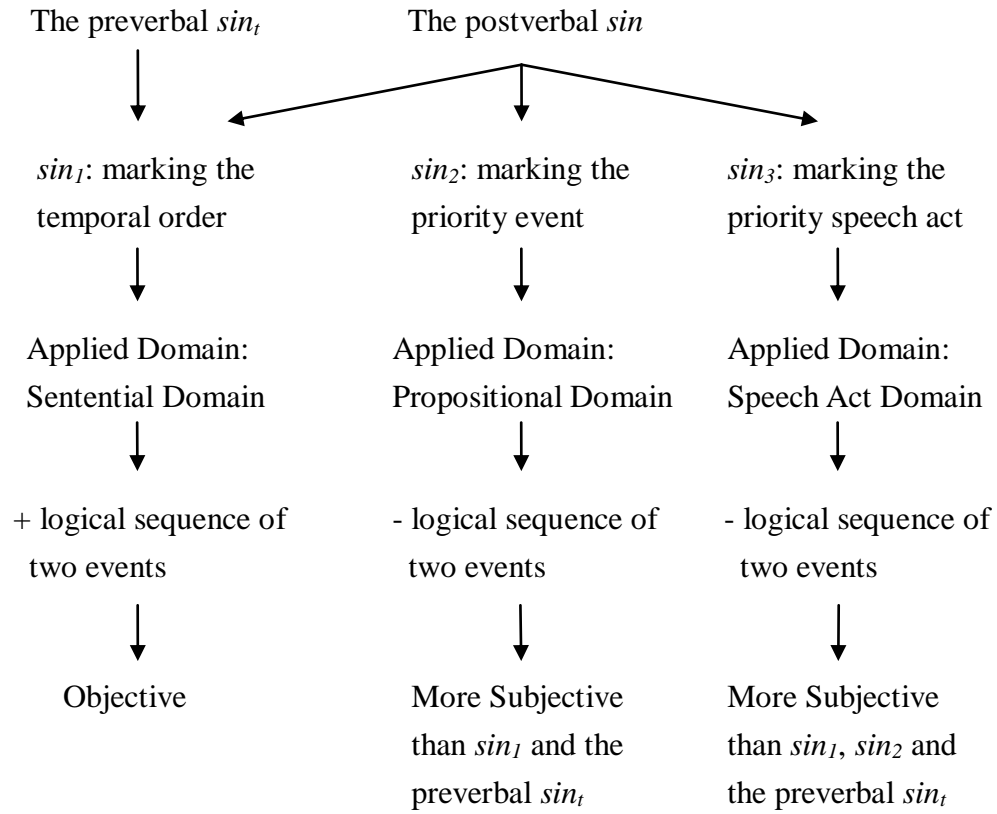 The preverbal sint
The postverbal sin
sin1: marking the
temporal order
sin2: marking the
priority event
sin3: marking the
priority speech act
Applied Domain:
Sentential Domain
Applied Domain:
Propositional Domain
Applied Domain:
Speech Act Domain
+ logical sequence of
two events
- logical sequence of
two events
- logical sequence of
two events
Objective
More Subjective
than sin1 and the
preverbal sint
More Subjective
than sin1, sin2 and
the preverbal sint